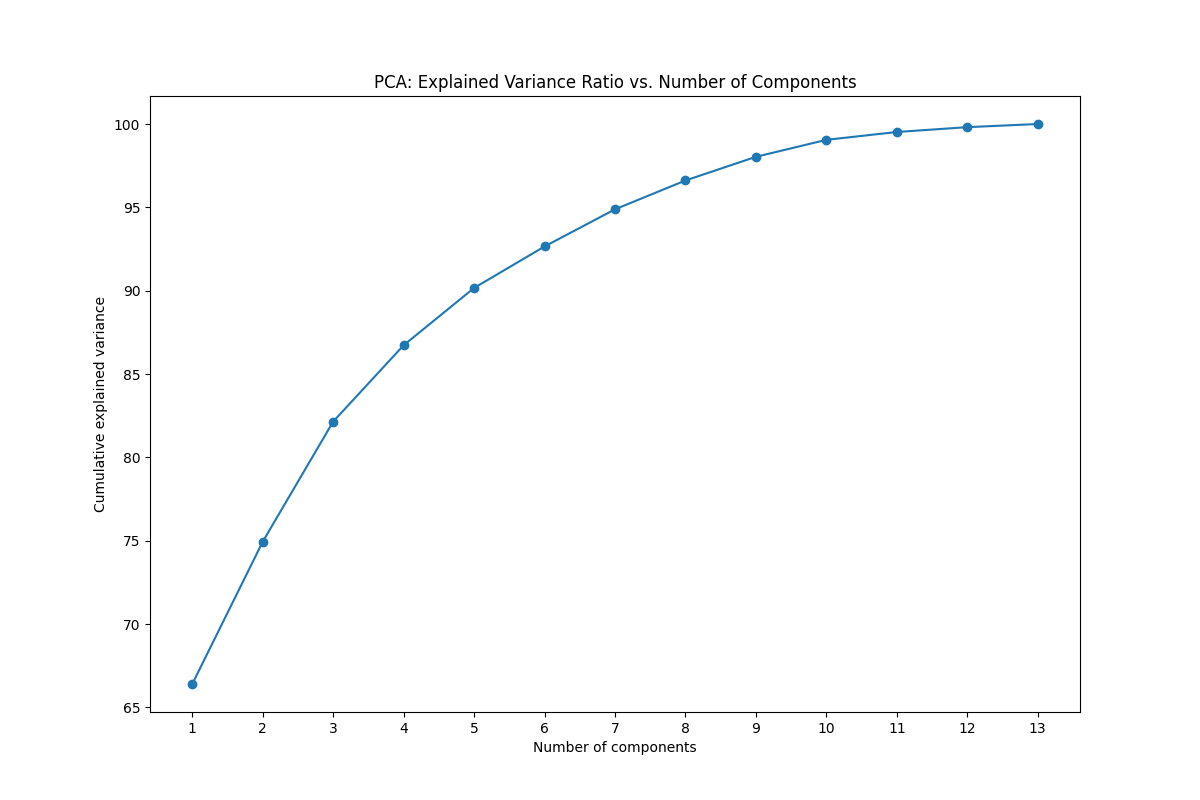 PCA: Explained Variance Ratio vs. Number of Components
100
95
90
85
80
75
70
65
Cumulative explained variance
1 2 3 4 5 6 7 8 9 10 11 12 13
Number of components